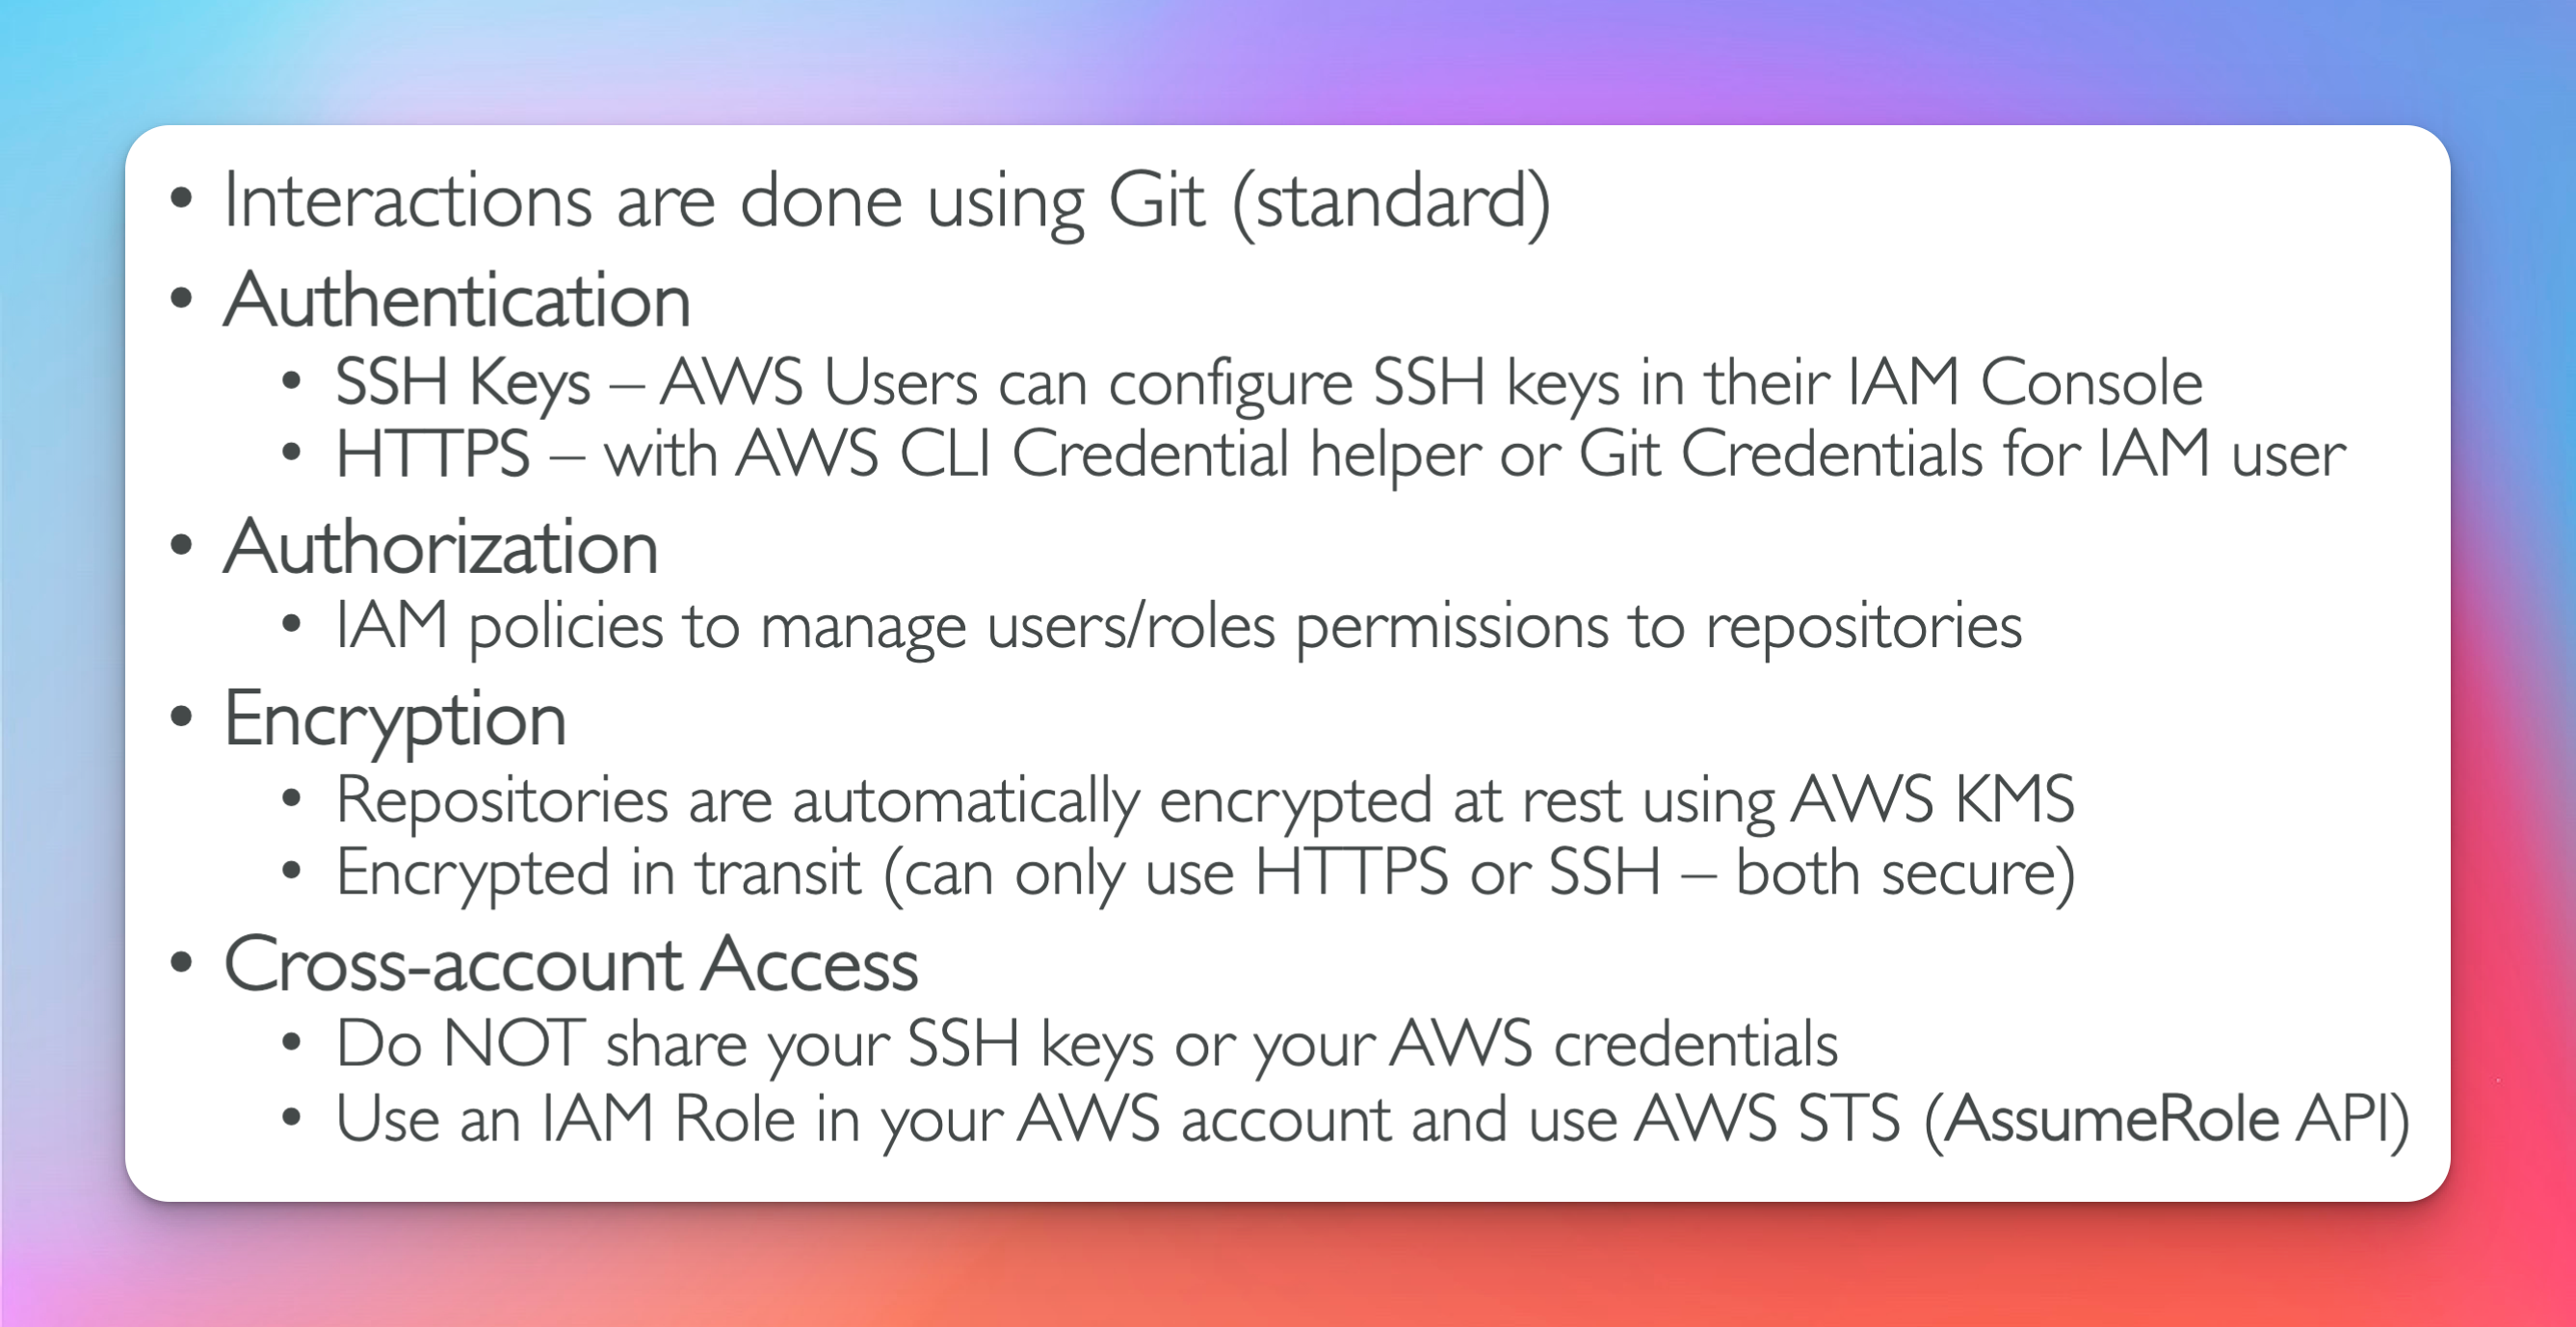 • Interactions are done using Git (standard)
• Authentication
• SSH Keys – AWS Users can configure SSH keys in their IAM Console
• HTTPS – with AWS CLI Credential helper or Git Credentials for IAM user
• Authorization
• IAM policies to manage users/roles permissions to repositories
• Encryption
• Repositories are automatically encrypted at rest using AWS KMS
• Encrypted in transit (can only use HTTPS or SSH – both secure)
• Cross-account Access
• Do NOT share your SSH keys or your AWS credentials
• Use an IAM Role in your AWS account and use AWS STS (AssumeRole API)